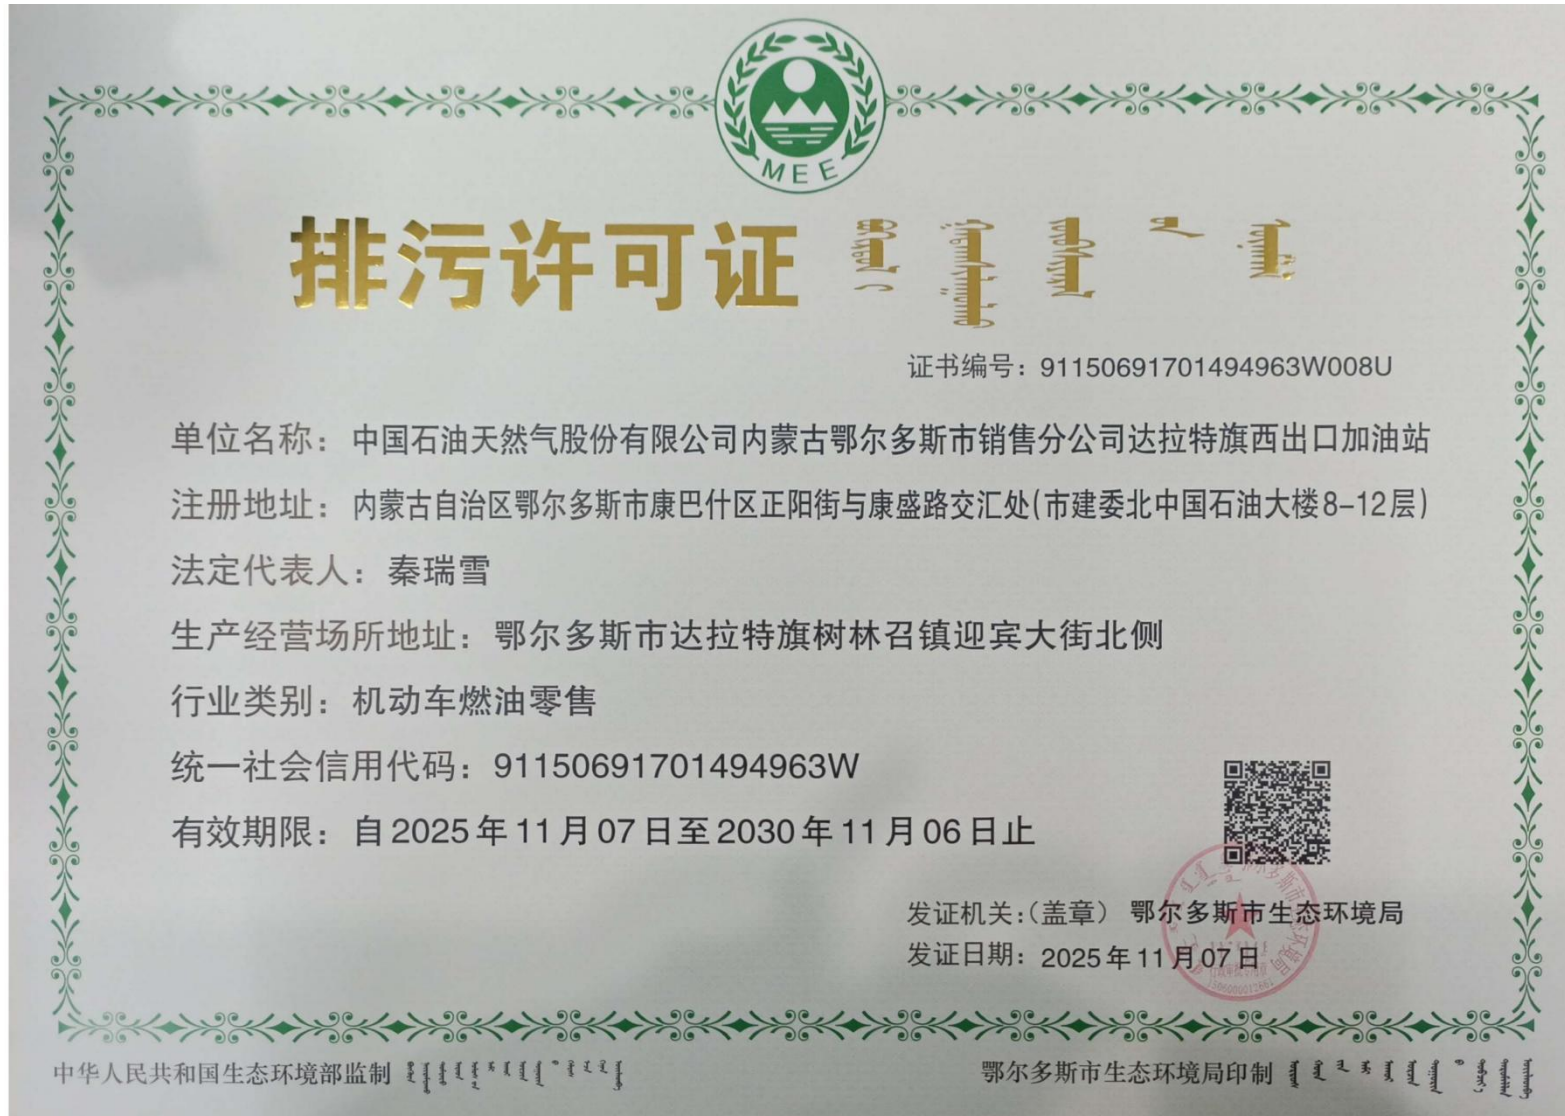 MEE
排污许可证
证书编号：91150691701494963W008U
单位名称：中国石油天然气股份有限公司内蒙古鄂尔多斯市销售分公司达拉特旗西出口加油站
注册地址：内蒙古自治区鄂尔多斯市康巴什区正阳街与康盛路交汇处(市建委北中国石油大楼8-12层)
法定代表人：秦瑞雪
生产经营场所地址：鄂尔多斯市达拉特旗树林召镇迎宾大街北侧
行业类别：机动车燃油零售
统一社会信用代码：91150691701494963W
有效期限：自2025年11月07日至2030年11月06日止
发证机关：（盖章）鄂尔多斯市生态环境局
发证日期：2025年11月07日
中华人民共和国生态环境部监制
鄂尔多斯市生态环境局印制